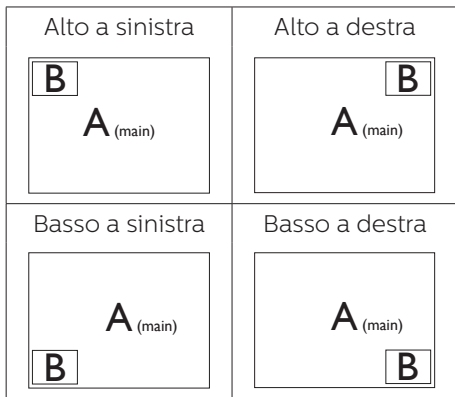 Alto a sinistra
B
A (main)
Alto a destra
B
A (main)
Basso a sinistra
A (main)
B
Basso a destra
A (main)
B